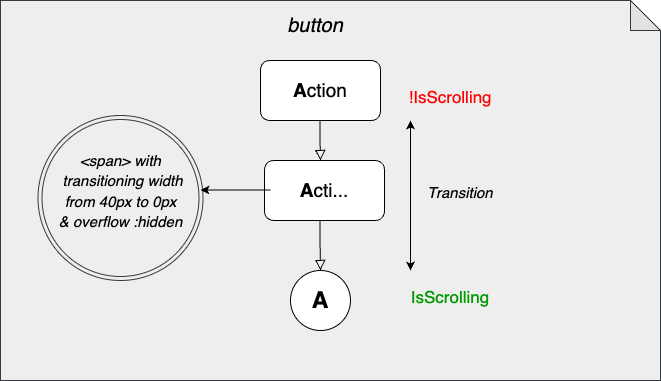 button
Action
!IsScrolling
<span> with
transitioning width
from 40px to 0px
& overflow :hidden
Acti...
Transition
A
IsScrolling